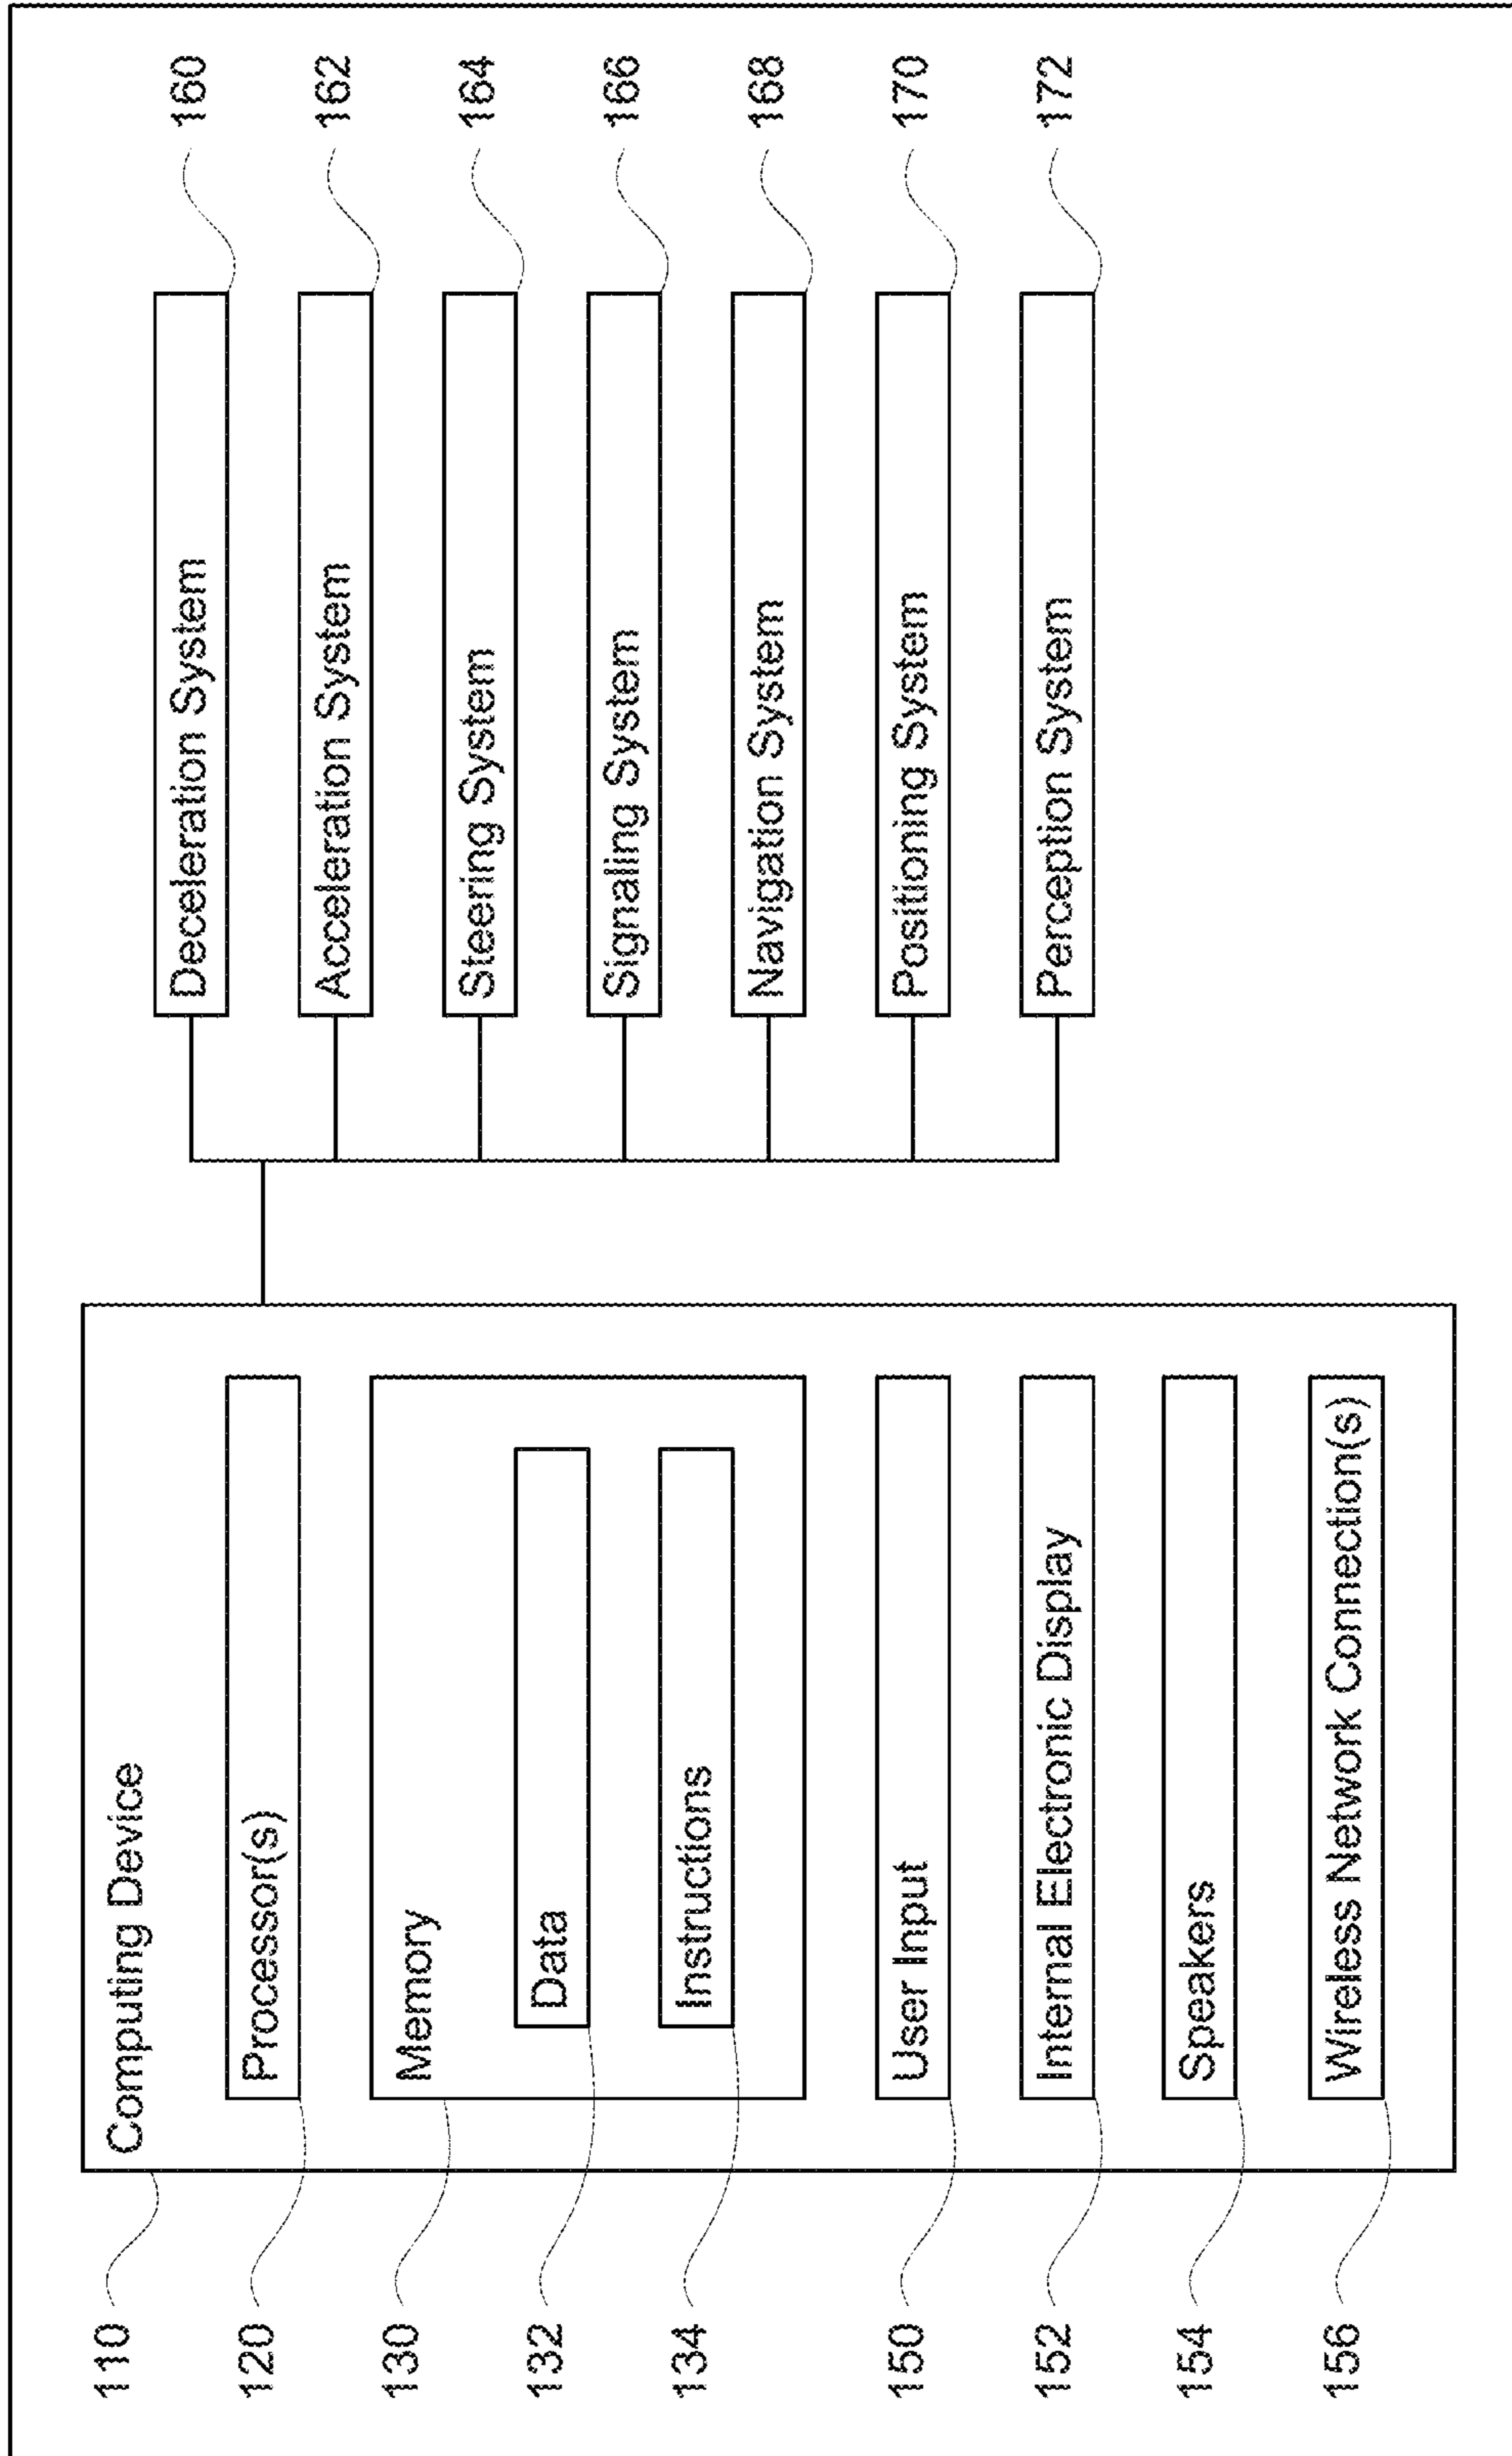 110
Computing Device
120
Processor(s)
130
Memory
132
Data
134
Instructions
150
User Input
152
Internal Electronic Display
154
Speakers
156
Wireless Network Connection(s)
Deceleration System
160
Acceleration System
162
Steering System
164
Signalling System
166
Navigation System
168
Positioning System
170
Perception System
172